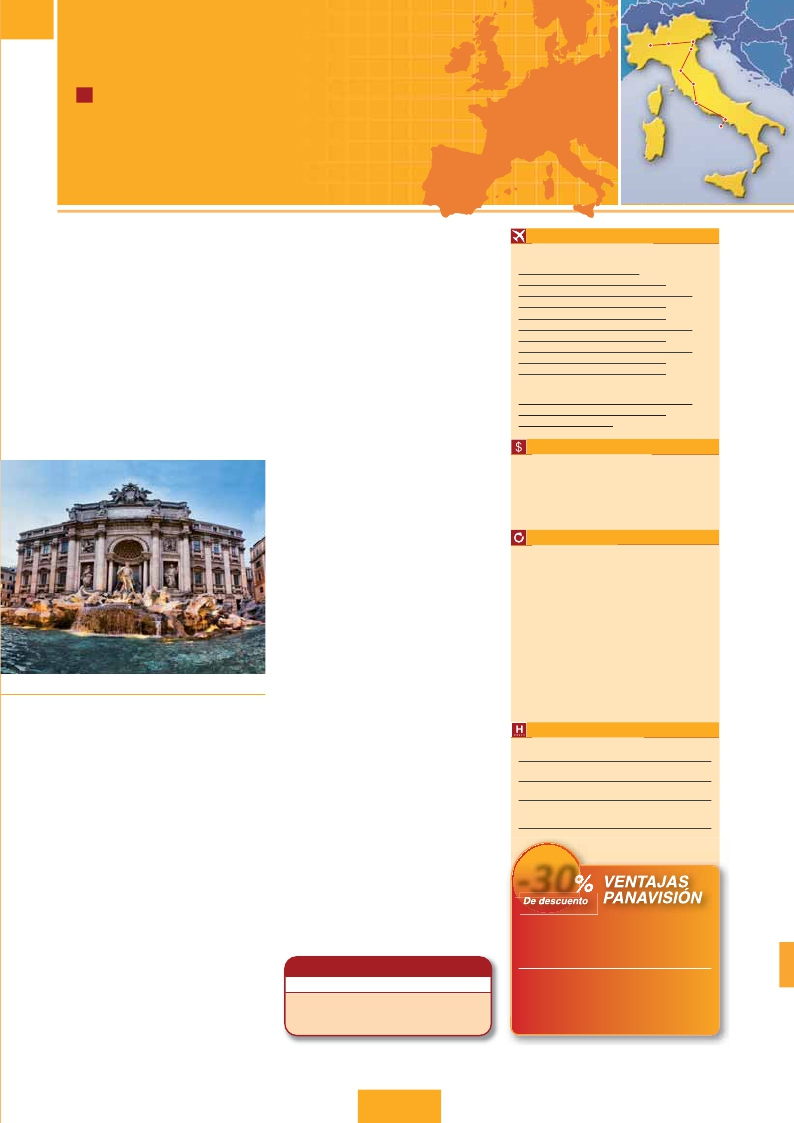 $
H
-30%
De descuento
VENTAJAS
PANAVISIÓN